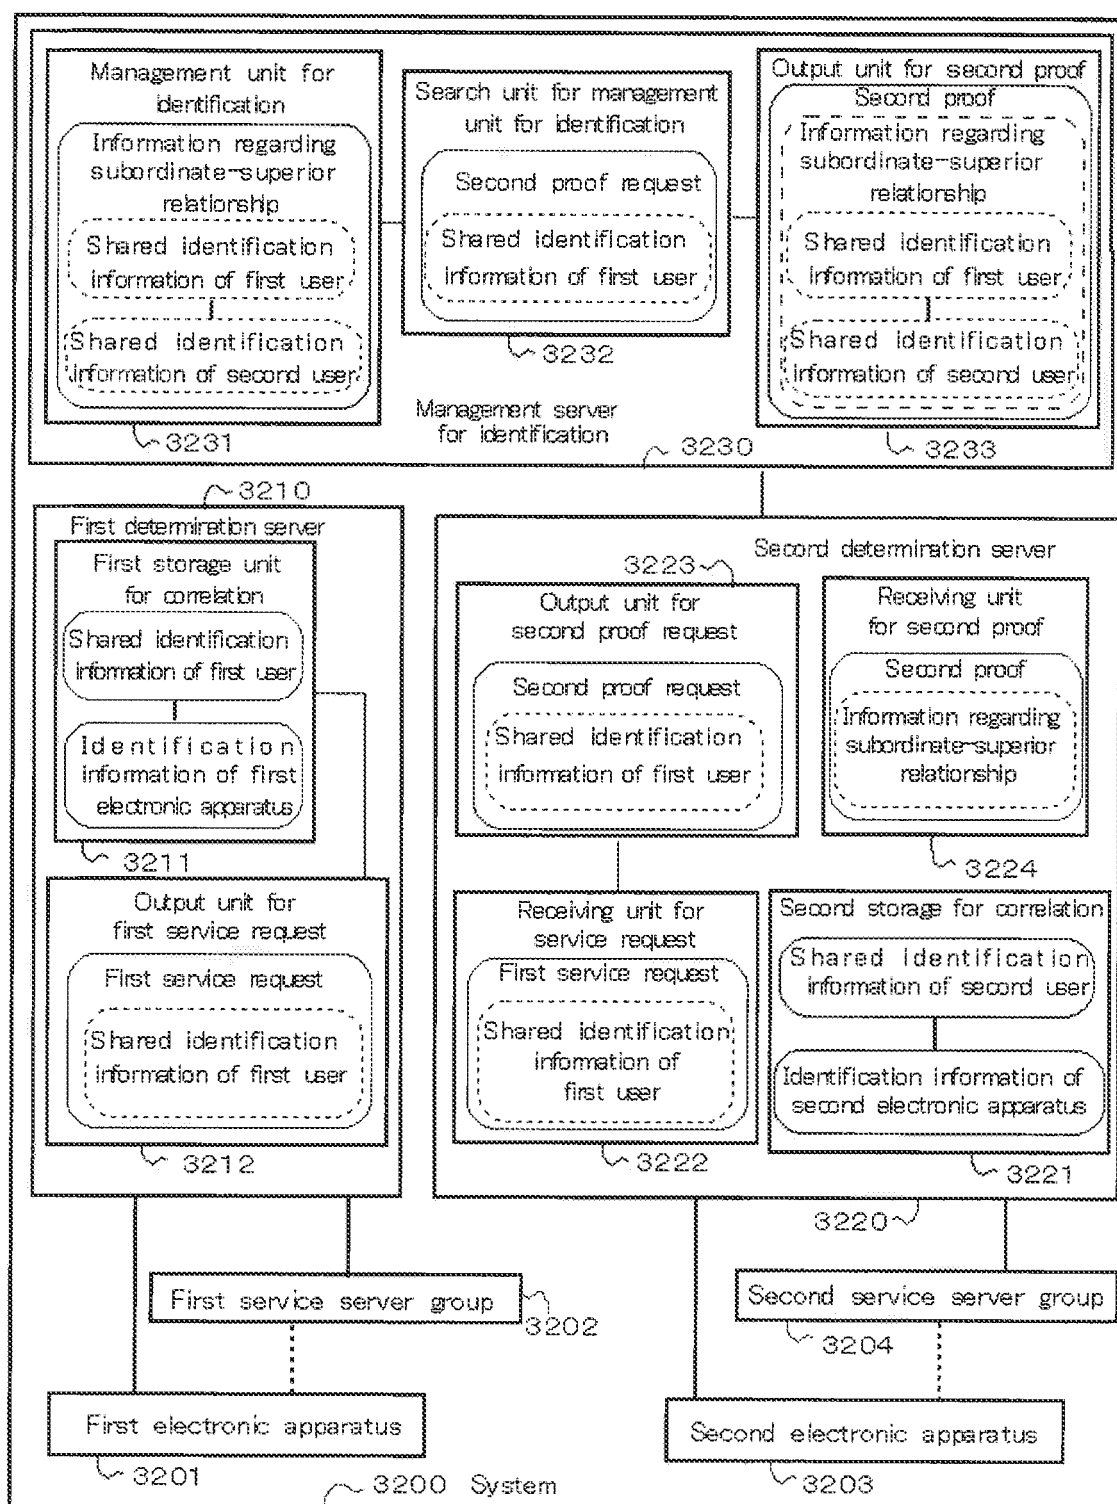 Management unit for
identification
Information regarding
subordinate-superior
relationship
Shared identification
information of first user
Shared identification
information of second user
3231
Search unit for management
unit for identification
Second proof request
Shared identification
information of first user
3232
Output unit for second proof
Second proof
Information regarding
subordinate-superior
relationship
Shared identification
information of first user
Shared identification
information of second user
3233
Management server
for identification
3230
3210
First determination server
First storage unit
for correlation
Shared identification
information of first user
Identification
information of first
electronic apparatus
3211
Output unit for
first service request
First service request
Shared identification
information of first user
3212
Second determination server
3223
Output unit for
second proof request
Second proof request
Shared identification
information of first user
Receiving unit
for second proof
Second proof
Information regarding
subordinate-superior
relationship
3224
Receiving unit for
service request
First service request
Shared identification
information of
first user
3222
Second storage for correlation
Shared identification
information of second user
Identification information of
second electronic apparatus
3221
3220
First service server group
3202
Second service server group
3204
First electronic apparatus
3201
Second electronic apparatus
3203
3200 System